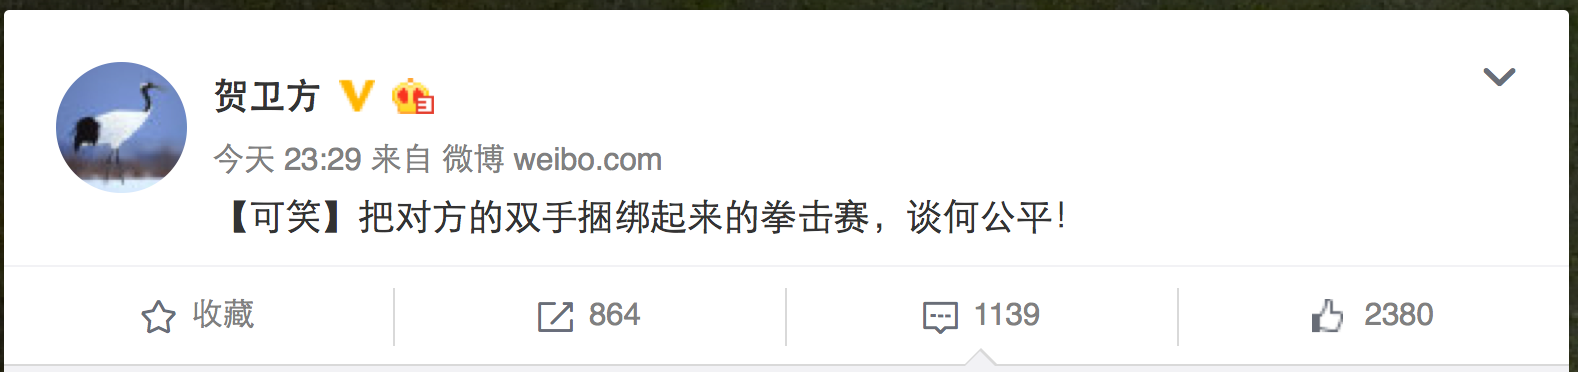 贺卫方
今天 23:29 来自 微博 weibo.com
【可笑】把对方的双手捆绑起来的拳击赛，谈何公平！
收藏 864 1139 2380